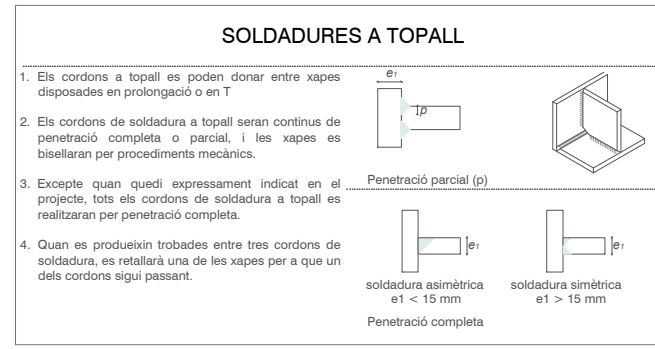 SOLDADURES A TOPALL
1. Els cordons a topall es poden donar entre xapes
disposades en prolongació o en T
2. Els cordons de soldadura a topall seran continus de
penetració completa o parcial, i les xapes es
bisellaran per procediments mecànics.
3. Excepte quan quedi expressament indicat en el
projecte, tots els cordons de soldadura a topall es
realitzaran per penetració completa.
4. Quan es produeixin trobades entre tres cordons de
soldadura, es retallarà una de les xapes per a que un
dels cordons sigui passant.
e1
p
Penetració parcial (p)
e1
e1
soldadura asimètrica
e1 < 15 mm
soldadura simètrica
e1 > 15 mm
Penetració completa